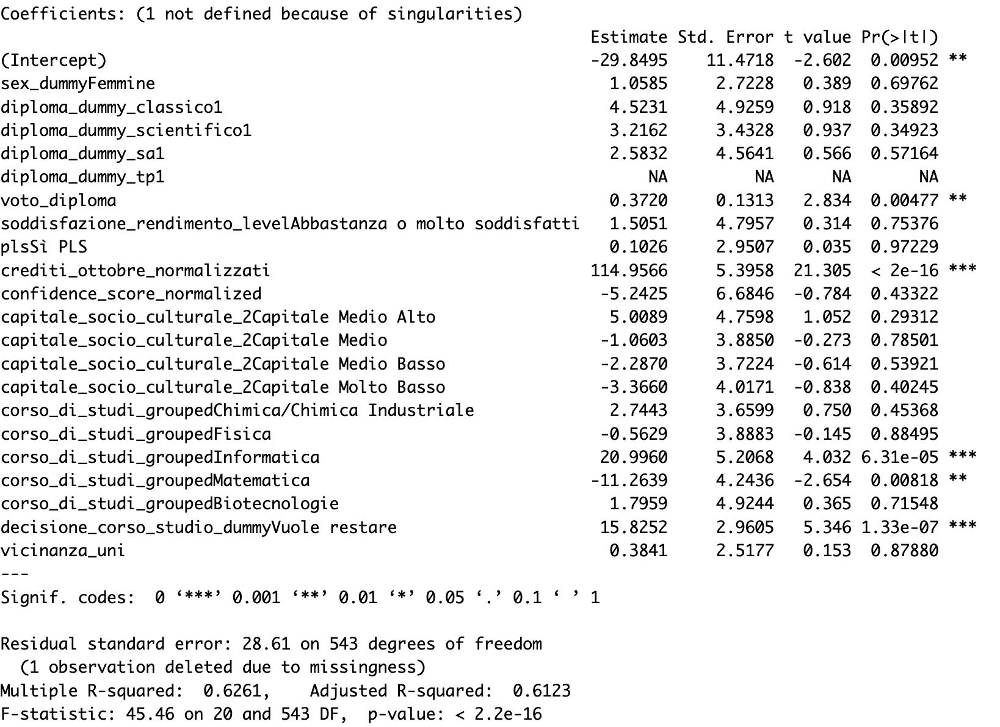 Coefficients: (1 not defined because of singularities)
Estimate Std. Error t value Pr(>|t|)
(Intercept) -29.8495 11.4718 -2.602 0.00952 **
sex_dummyFemmine 1.0585 2.7228 0.389 0.69762
diploma_dummy_classico1 4.5231 4.9259 0.918 0.35892
diploma_dummy_scientifico1 3.2162 3.4328 0.937 0.34923
diploma_dummy_sa1 2.5832 4.5641 0.566 0.57164
diploma_dummy_tp1 NA NA NA NA
voto_diploma 0.3720 0.1313 2.834 0.00477 **
soddisfazione_rendimento_levelAbbastanza o molto soddisfatti 1.5051 4.7957 0.314 0.75376
plsSì PLS 0.1026 2.9507 0.035 0.97229
crediti_ottobre_normalizzati 114.9566 5.3958 21.305 < 2e-16 ***
confidence_score_normalized -5.2425 6.6846 -0.784 0.43322
capitale_socio_culturale_2Capitale Medio Alto 5.0089 4.7598 1.052 0.29312
capitale_socio_culturale_2Capitale Medio -1.0603 3.8850 -0.273 0.78501
capitale_socio_culturale_2Capitale Medio Basso -2.2870 3.7224 -0.614 0.53921
capitale_socio_culturale_2Capitale Molto Basso -3.3660 4.0171 -0.838 0.40245
corso_di_studi_groupedChimica/Chimica Industriale 2.7443 3.6599 0.750 0.45368
corso_di_studi_groupedFisica -0.5629 3.8883 -0.145 0.88495
corso_di_studi_groupedInformatica 20.9960 5.2068 4.032 6.31e-05 ***
corso_di_studi_groupedMatematica -11.2639 4.2436 -2.654 0.00818 **
corso_di_studi_groupedBiotecnologie 1.7959 4.9244 0.365 0.71548
decisione_corso_studio_dummyVuole restare 15.8252 2.9605 5.346 1.33e-07 ***
vicinanza_uni 0.3841 2.5177 0.153 0.87880
---
Signif. codes:  0 ‘***’ 0.001 ‘**’ 0.01 ‘*’ 0.05 ‘.’ 0.1 ‘ ’ 1
Residual standard error: 28.61 on 543 degrees of freedom
(1 observation deleted due to missingness)
Multiple R-squared:  0.6261,    Adjusted R-squared:  0.6123
F-statistic: 45.46 on 20 and 543 DF,  p-value: < 2.2e-16